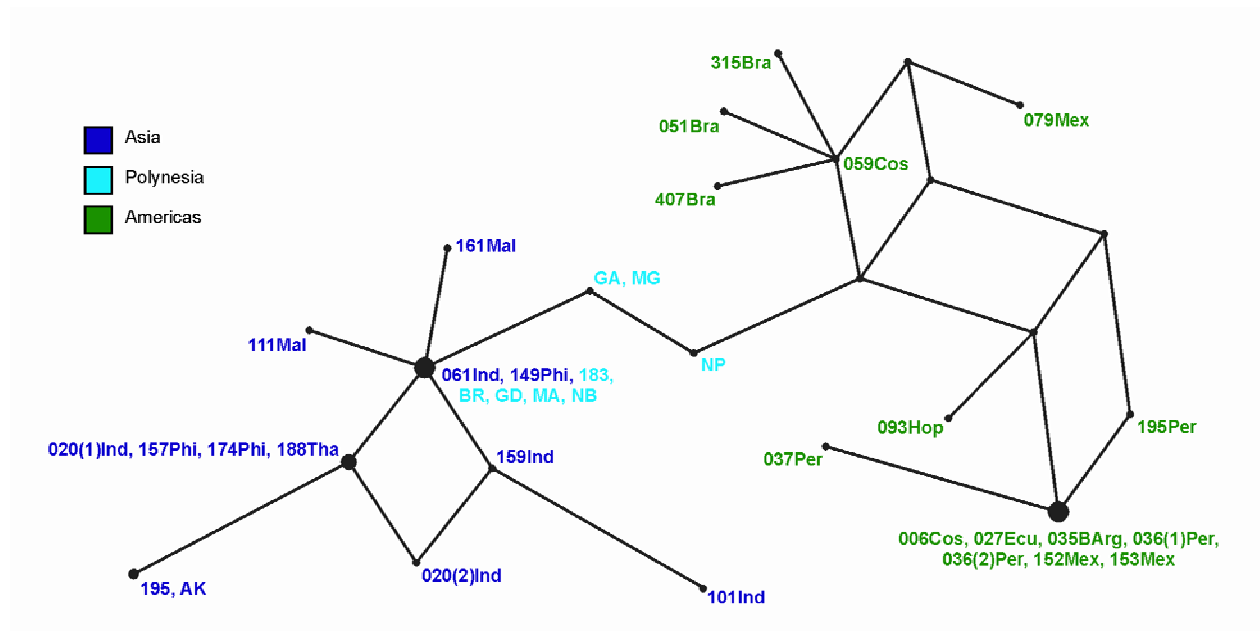 315Bra
051Bra
079Mex
Asia
059Cos
Polynesia
407Bra
Americas
161Mal
GA, MG
111Mal
NP
061Ind, 149Phi, 183,
BR, GD, MA, NB
093Hop
195Per
020(1)Ind, 157Phi, 174Phi, 188Tha
159Ind
037Per
006Cos, 027Ecu, 035BArg, 036(1)Per,
036(2)Per, 152Mex, 153Mex
020(2)Ind
195, AK
101Ind